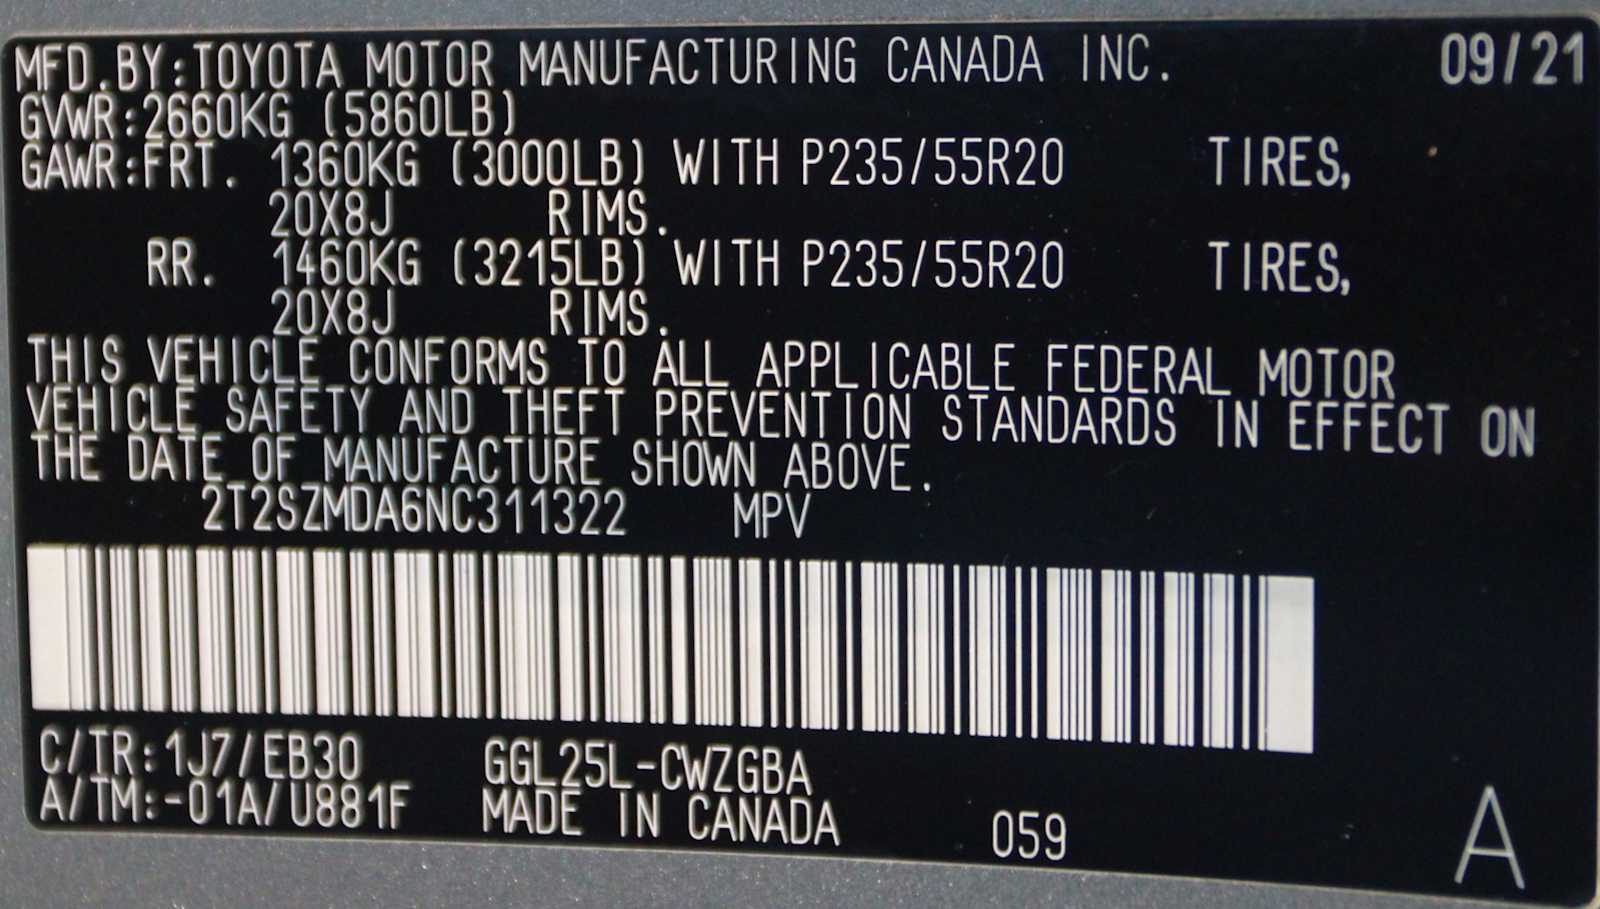 MFD.BY:TOYOTA MOTOR MANUFACTURING CANADA INC. 09/21
GVWR:2660KG (5860LB)
GAWR:FRT. 1360KG (3000LB) WITH P235/55R20 TIRES,
20X8J RIMS.
RR. 1460KG (3215LB) WITH P235/55R20 TIRES,
20X8J RIMS.
THIS VEHICLE CONFORMS TO ALL APPLICABLE FEDERAL MOTOR
VEHICLE SAFETY AND THEFT PREVENTION STANDARDS IN EFFECT ON
THE DATE OF MANUFACTURE SHOWN ABOVE.
2T2SZMDA6NC311322 MPV
C/TR:1J7/EB30 GGL25L-CWZGBA
A/TM:-01A/U881F MADE IN CANADA 059 A